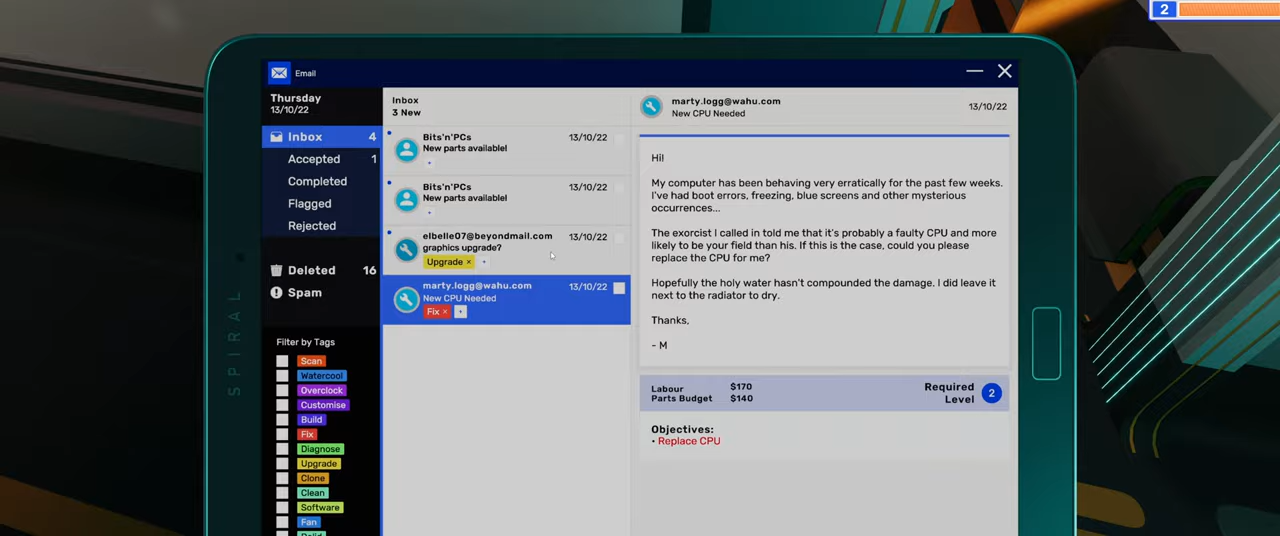 2
Email
Thursday
13/10/22
Inbox 4
Accepted 1
Completed
Flagged
Rejected
Deleted 16
Spam
Filter by Tags
Scan
Watercool
Overclock
Customise
Build
Fix
Diagnose
Upgrade
Clone
Clean
Software
Fan
Inbox
3 New
Bits'n'PCs 13/10/22
New parts available!
+
Bits'n'PCs 13/10/22
New parts available!
+
elbelle07@beyondmail.com 13/10/22
graphics upgrade?
Upgrade × +
marty.logg@wahu.com 13/10/22
New CPU Needed
Fix × +
marty.logg@wahu.com 13/10/22
New CPU Needed
Hi!
My computer has been behaving very erratically for the past few weeks.
I've had boot errors, freezing, blue screens and other mysterious
occurrences...
The exorcist I called in told me that it's probably a faulty CPU and more
likely to be your field than his. If this is the case, could you please
replace the CPU for me?
Hopefully the holy water hasn't compounded the damage. I did leave it
next to the radiator to dry.
Thanks,
- M
Labour $170
Parts Budget $140
Required
Level 2
Objectives:
• Replace CPU
SPIRAL